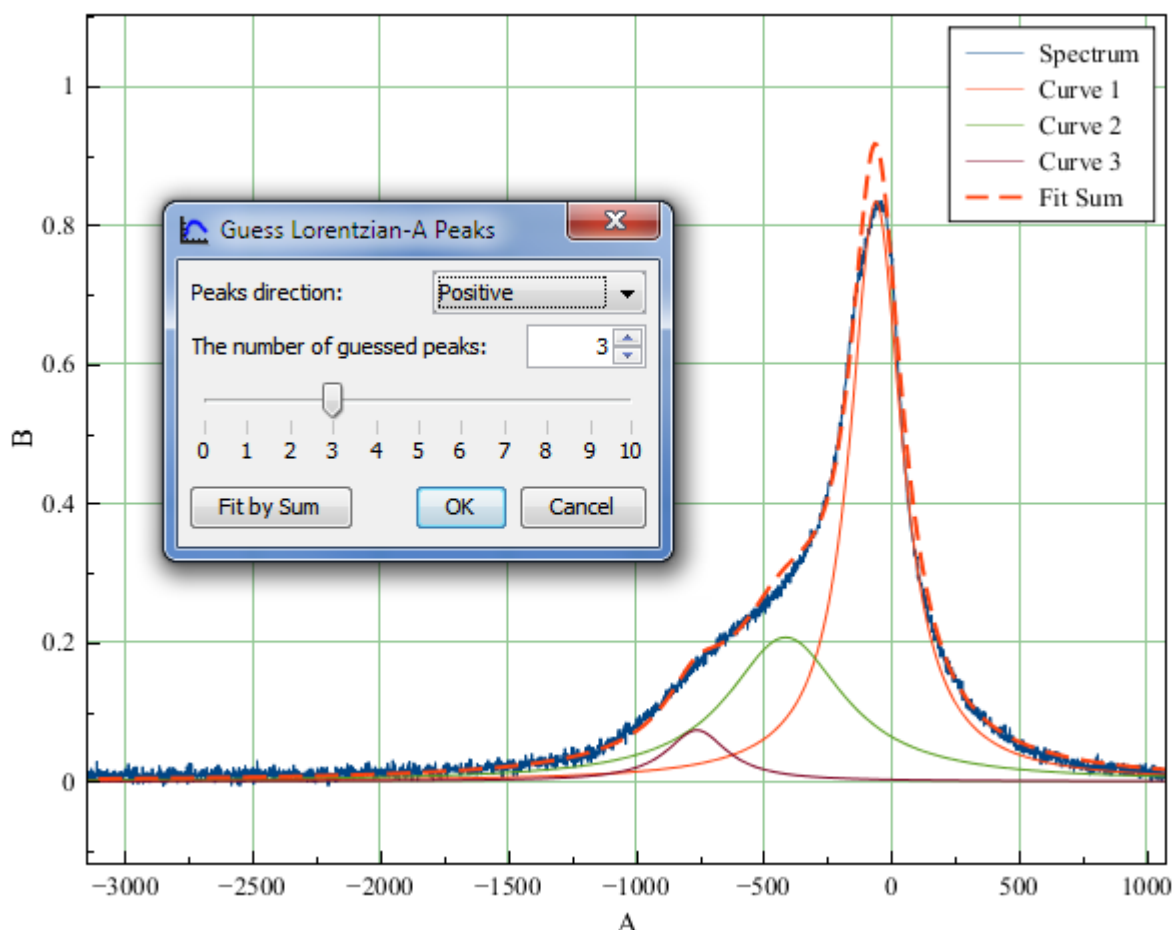 Spectrum
Curve 1
Curve 2
Curve 3
Fit Sum
1
0.8
0.6
0.4
0.2
0
B
Guess Lorentzian-A Peaks
Peaks direction: Positive
The number of guessed peaks: 3
0 1 2 3 4 5 6 7 8 9 10
Fit by Sum OK Cancel
−3000 −2500 −2000 −1500 −1000 −500 0 500 1000
A